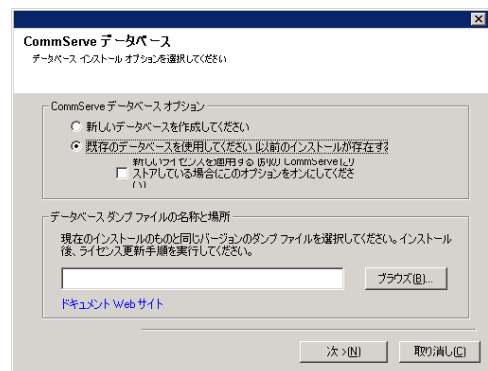 CommServe データベース
データベース インストール オプションを選択してください
CommServe データベース オプション
新しいデータベースを作成してください
既存のデータベースを使用してください (以前のインストールが存在する
新しいライセンスを適用する (別の CommServe にリ
ストアしている場合にこのオプションをオンにしてくださ
い)
データベース ダンプ ファイルの名称と場所
現在のインストールのものと同じバージョンのダンプ ファイルを選択してください。インストール
後、ライセンス更新手順を実行してください。
ブラウズ(B)...
ドキュメント Web サイト
次 >(N)
取り消し(C)